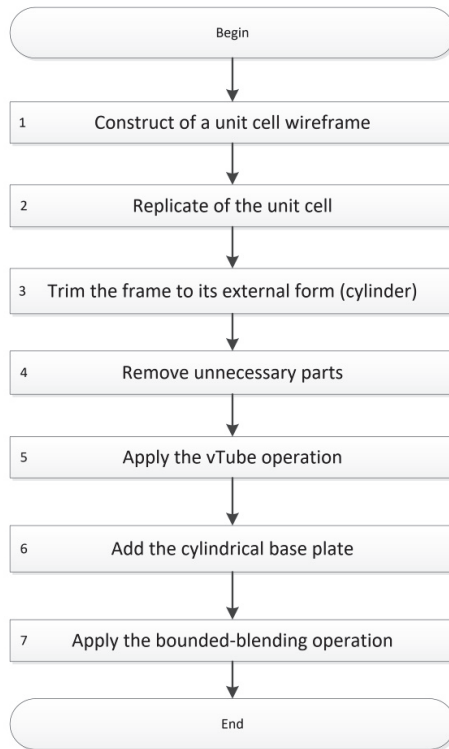 Begin
1 Construct of a unit cell wireframe
2 Replicate of the unit cell
3 Trim the frame to its external form (cylinder)
4 Remove unnecessary parts
5 Apply the vTube operation
6 Add the cylindrical base plate
7 Apply the bounded-blending operation
End